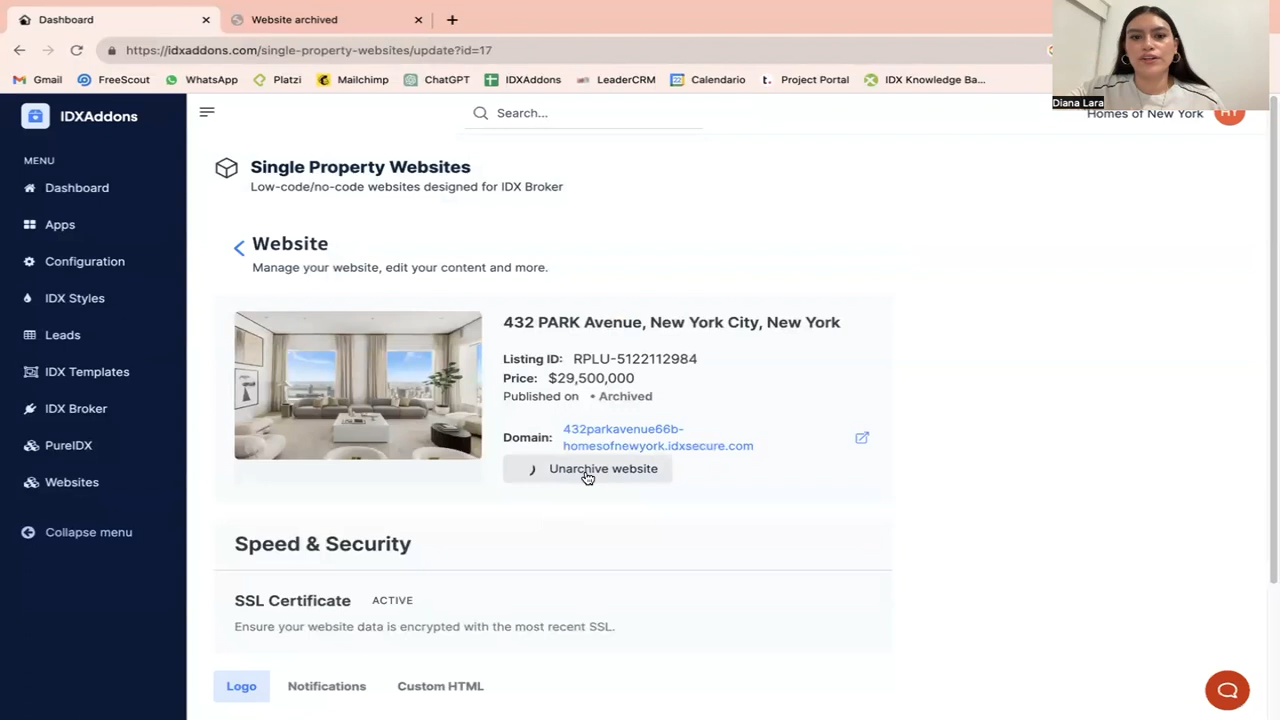 Dashboard
Website archived
https://idxaddons.com/single-property-websites/update?id=17
Gmail
FreeScout
WhatsApp
Platzi
Mailchimp
ChatGPT
IDXAddons
LeaderCRM
Calendario
Project Portal
IDX Knowledge Ba...
Diana Lara
IDXAddons
Search...
Homes of New York
HY
MENU
Dashboard
Apps
Configuration
IDX Styles
Leads
IDX Templates
IDX Broker
PureIDX
Websites
Collapse menu
Single Property Websites
Low-code/no-code websites designed for IDX Broker
Website
Manage your website, edit your content and more.
432 PARK Avenue, New York City, New York
Listing ID: RPLU-5122112984
Price: $29,500,000
Published on • Archived
Domain: 432parkavenue66b-
homesofnewyork.idxsecure.com
Unarchive website
Speed & Security
SSL Certificate ACTIVE
Ensure your website data is encrypted with the most recent SSL.
Logo
Notifications
Custom HTML